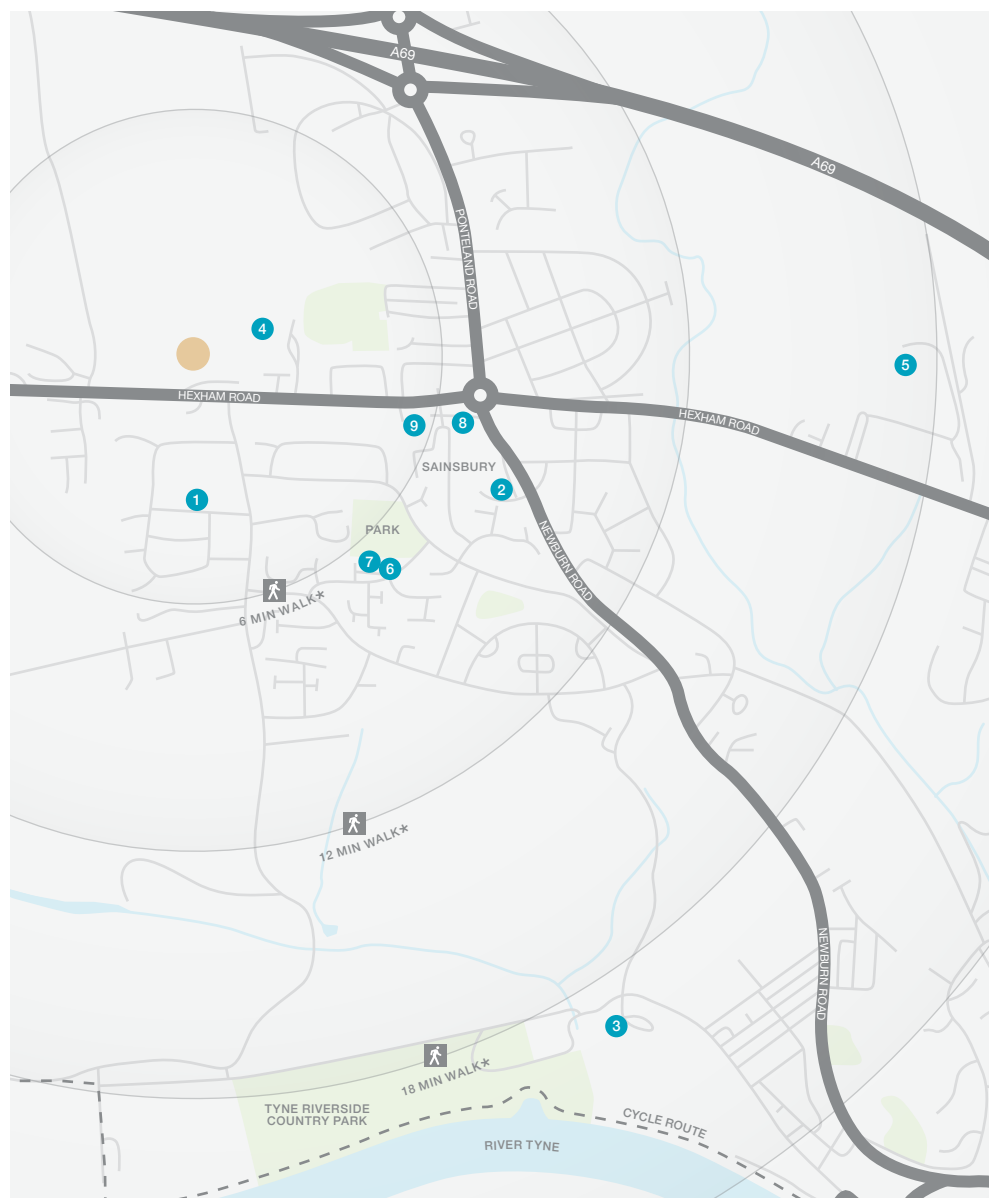 A69
A69
PONTELAND ROAD
4
5
HEXHAM ROAD
HEXHAM ROAD
9
8
SAINSBURY
2
1
PARK
NEWBURN ROAD
7
6
6 MIN WALK*
12 MIN WALK*
NEWBURN ROAD
3
18 MIN WALK*
TYNE RIVERSIDE
COUNTRY PARK
CYCLE ROUTE
RIVER TYNE